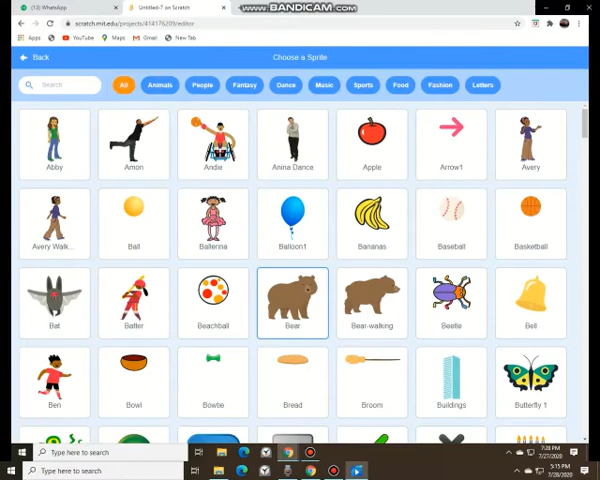 (13) WhatsApp
Untitled-7 on Scratch
www.BANDICAM.com
scratch.mit.edu/projects/414176209/editor
Apps
YouTube
Maps
Gmail
New Tab
Back
Choose a Sprite
Search
All
Animals
People
Fantasy
Dance
Music
Sports
Food
Fashion
Letters
Abby
Amon
Andie
Anina Dance
Apple
Arrow1
Avery
Avery Walk...
Ball
Ballerina
Balloon1
Bananas
Baseball
Basketball
Bat
Batter
Beachball
Bear
Bear-walking
Beetle
Bell
Ben
Bowl
Bowtie
Bread
Broom
Buildings
Butterfly 1
Type here to search
7/27/2020
Type here to search
5:15 PM
7/28/2020